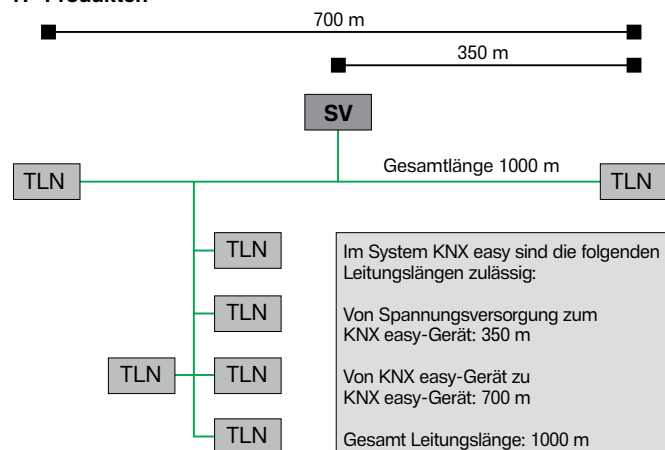 700 m
350 m
SV
Gesamtlänge 1000 m
TLN
TLN
TLN
TLN
TLN
TLN
TLN
Im System KNX easy sind die folgenden
Leitungslängen zulässig:
Von Spannungsversorgung zum
KNX easy-Gerät: 350 m
Von KNX easy-Gerät zu
KNX easy-Gerät: 700 m
Gesamt Leitungslänge: 1000 m